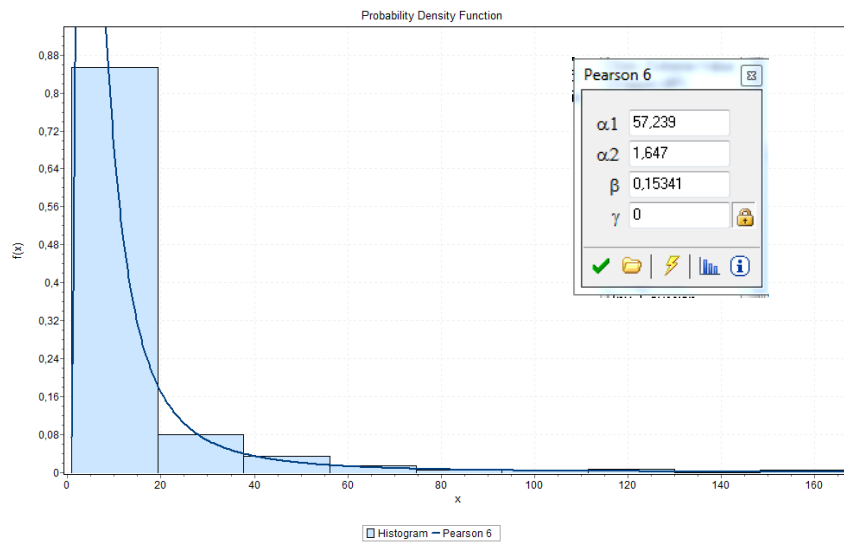 Probability Density Function
Pearson 6
α1 57,239
α2 1,647
β 0,15341
γ 0
f(x)
0,88
0,8
0,72
0,64
0,56
0,48
0,4
0,32
0,24
0,16
0,08
0
0 20 40 60 80 100 120 140 160
x
Histogram Pearson 6